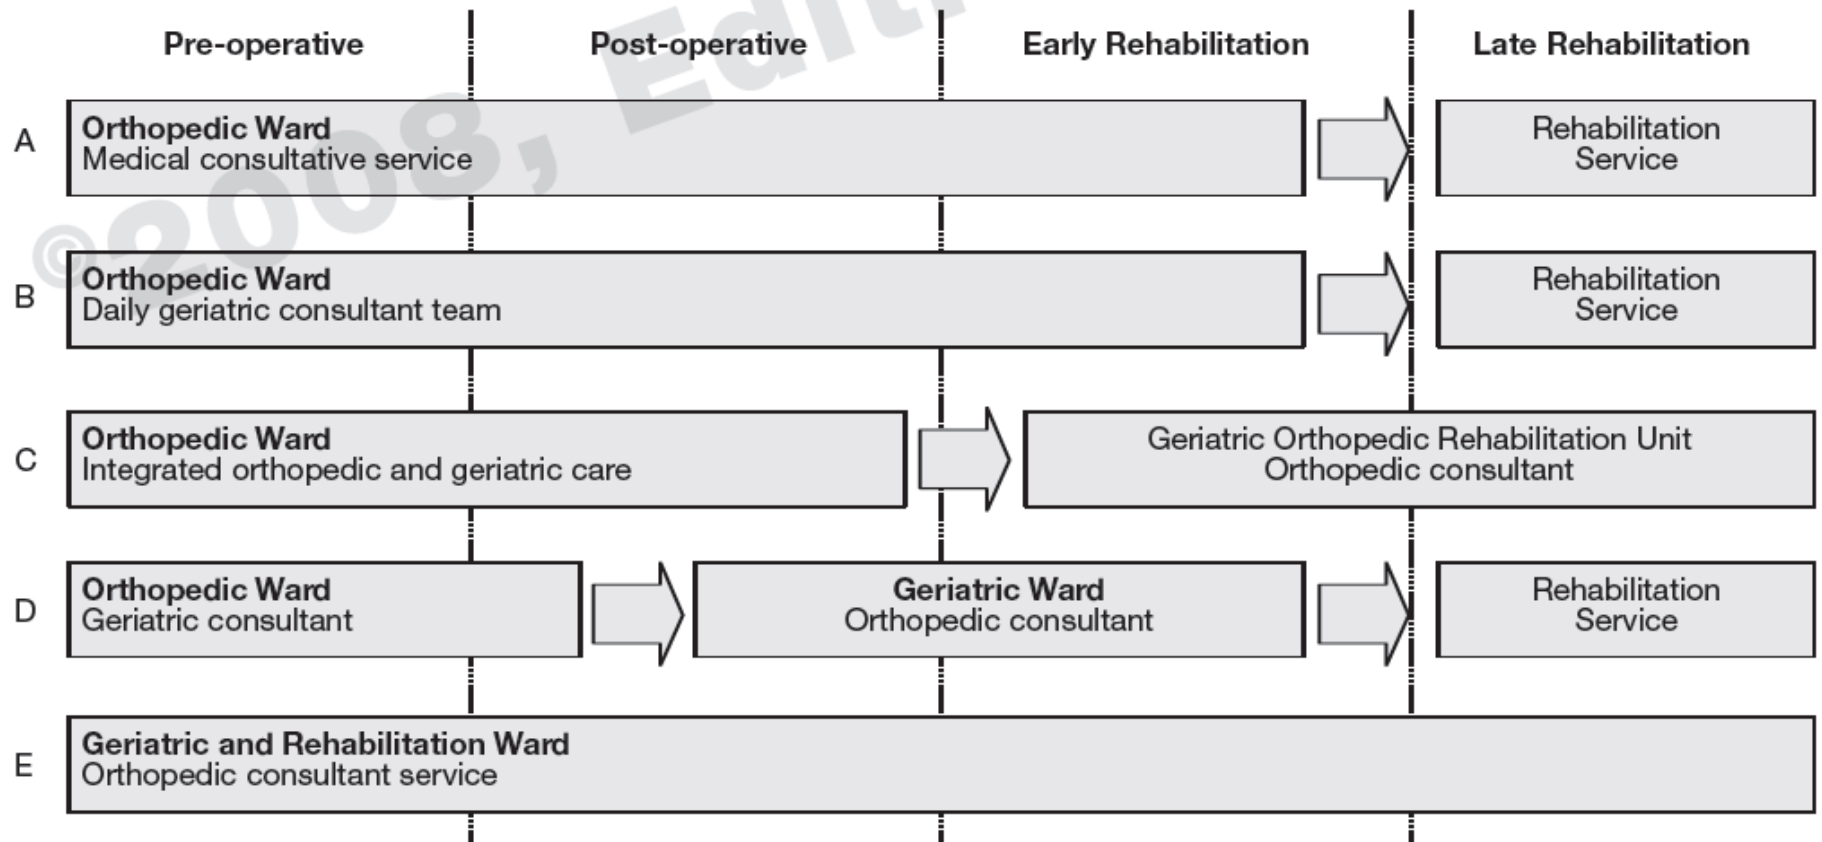 Pre-operative
Post-operative
Early Rehabilitation
Late Rehabilitation
A
Orthopedic Ward
Medical consultative service
Rehabilitation
Service
B
Orthopedic Ward
Daily geriatric consultant team
Rehabilitation
Service
C
Orthopedic Ward
Integrated orthopedic and geriatric care
Geriatric Orthopedic Rehabilitation Unit
Orthopedic consultant
D
Orthopedic Ward
Geriatric consultant
Geriatric Ward
Orthopedic consultant
Rehabilitation
Service
E
Geriatric and Rehabilitation Ward
Orthopedic consultant service
©2008,